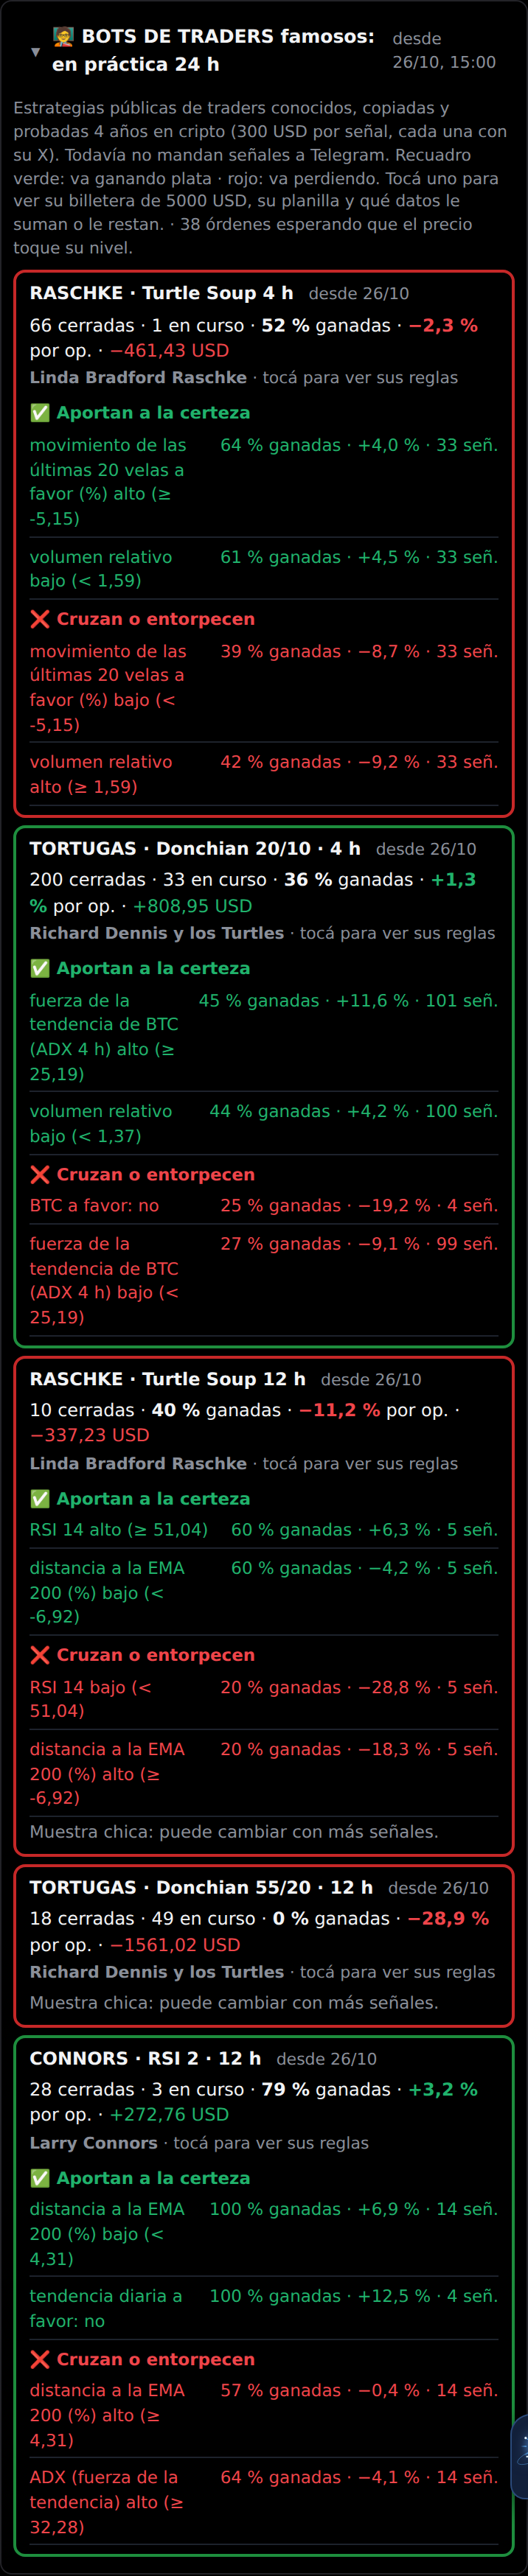 ▼ 🧑‍🏫 BOTS DE TRADERS famosos: en práctica 24 h
desde 26/10, 15:00
Estrategias públicas de traders conocidos, copiadas y
probadas 4 años en cripto (300 USD por señal, cada una con
su X). Todavía no mandan señales a Telegram. Recuadro
verde: va ganando plata · rojo: va perdiendo. Tocá uno para
ver su billetera de 5000 USD, su planilla y qué datos le
suman o le restan. · 38 órdenes esperando que el precio
toque su nivel.
RASCHKE · Turtle Soup 4 h desde 26/10
66 cerradas · 1 en curso · 52 % ganadas · −2,3 %
por op. · −461,43 USD
Linda Bradford Raschke · tocá para ver sus reglas
✅ Aportan a la certeza
movimiento de las 64 % ganadas · +4,0 % · 33 señ.
últimas 20 velas a
favor (%) alto (≥
-5,15)
volumen relativo 61 % ganadas · +4,5 % · 33 señ.
bajo (< 1,59)
❌ Cruzan o entorpecen
movimiento de las 39 % ganadas · −8,7 % · 33 señ.
últimas 20 velas a
favor (%) bajo (<
-5,15)
volumen relativo 42 % ganadas · −9,2 % · 33 señ.
alto (≥ 1,59)
TORTUGAS · Donchian 20/10 · 4 h desde 26/10
200 cerradas · 33 en curso · 36 % ganadas · +1,3
% por op. · +808,95 USD
Richard Dennis y los Turtles · tocá para ver sus reglas
✅ Aportan a la certeza
fuerza de la 45 % ganadas · +11,6 % · 101 señ.
tendencia de BTC
(ADX 4 h) alto (≥
25,19)
volumen relativo 44 % ganadas · +4,2 % · 100 señ.
bajo (< 1,37)
❌ Cruzan o entorpecen
BTC a favor: no 25 % ganadas · −19,2 % · 4 señ.
fuerza de la 27 % ganadas · −9,1 % · 99 señ.
tendencia de BTC
(ADX 4 h) bajo (<
25,19)
RASCHKE · Turtle Soup 12 h desde 26/10
10 cerradas · 40 % ganadas · −11,2 % por op. ·
−337,23 USD
Linda Bradford Raschke · tocá para ver sus reglas
✅ Aportan a la certeza
RSI 14 alto (≥ 51,04) 60 % ganadas · +6,3 % · 5 señ.
distancia a la EMA 60 % ganadas · −4,2 % · 5 señ.
200 (%) bajo (<
-6,92)
❌ Cruzan o entorpecen
RSI 14 bajo (< 20 % ganadas · −28,8 % · 5 señ.
51,04)
distancia a la EMA 20 % ganadas · −18,3 % · 5 señ.
200 (%) alto (≥
-6,92)
Muestra chica: puede cambiar con más señales.
TORTUGAS · Donchian 55/20 · 12 h desde 26/10
18 cerradas · 49 en curso · 0 % ganadas · −28,9 %
por op. · −1561,02 USD
Richard Dennis y los Turtles · tocá para ver sus reglas
Muestra chica: puede cambiar con más señales.
CONNORS · RSI 2 · 12 h desde 26/10
28 cerradas · 3 en curso · 79 % ganadas · +3,2 %
por op. · +272,76 USD
Larry Connors · tocá para ver sus reglas
✅ Aportan a la certeza
distancia a la EMA 100 % ganadas · +6,9 % · 14 señ.
200 (%) bajo (<
4,31)
tendencia diaria a 100 % ganadas · +12,5 % · 4 señ.
favor: no
❌ Cruzan o entorpecen
distancia a la EMA 57 % ganadas · −0,4 % · 14 señ.
200 (%) alto (≥
4,31)
ADX (fuerza de la 64 % ganadas · −4,1 % · 14 señ.
tendencia) alto (≥
32,28)